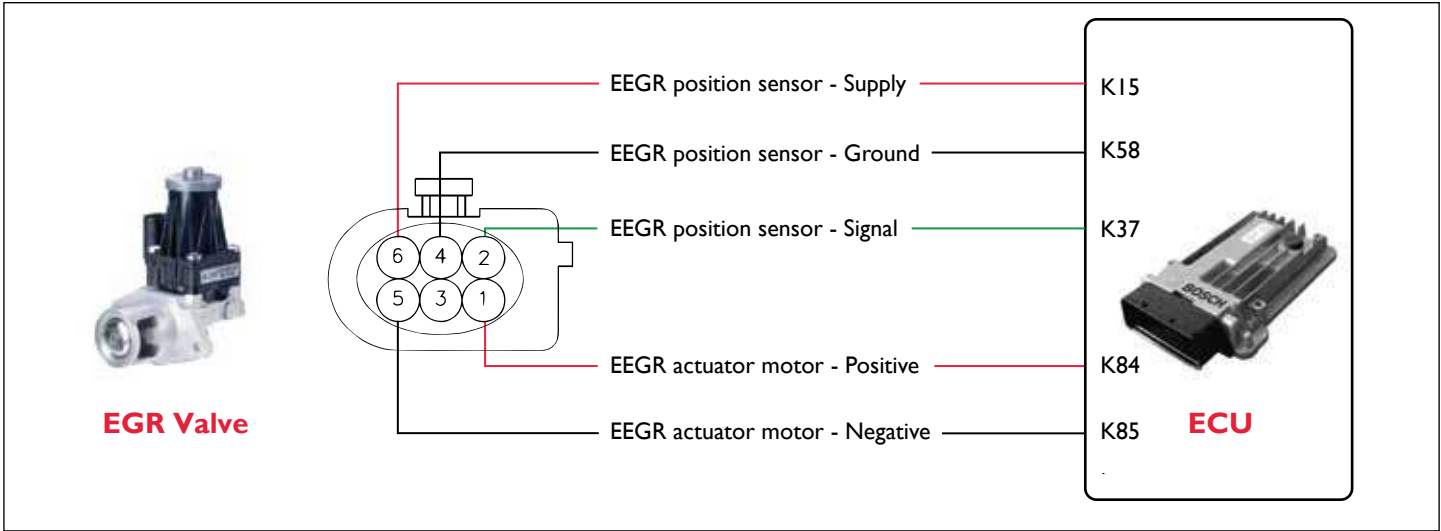 EEGR position sensor - Supply
K15
EEGR position sensor - Ground
K58
EEGR position sensor - Signal
K37
6 4 2
5 3 1
BOSCH
EEGR actuator motor - Positive
K84
EGR Valve
EEGR actuator motor - Negative
K85
ECU